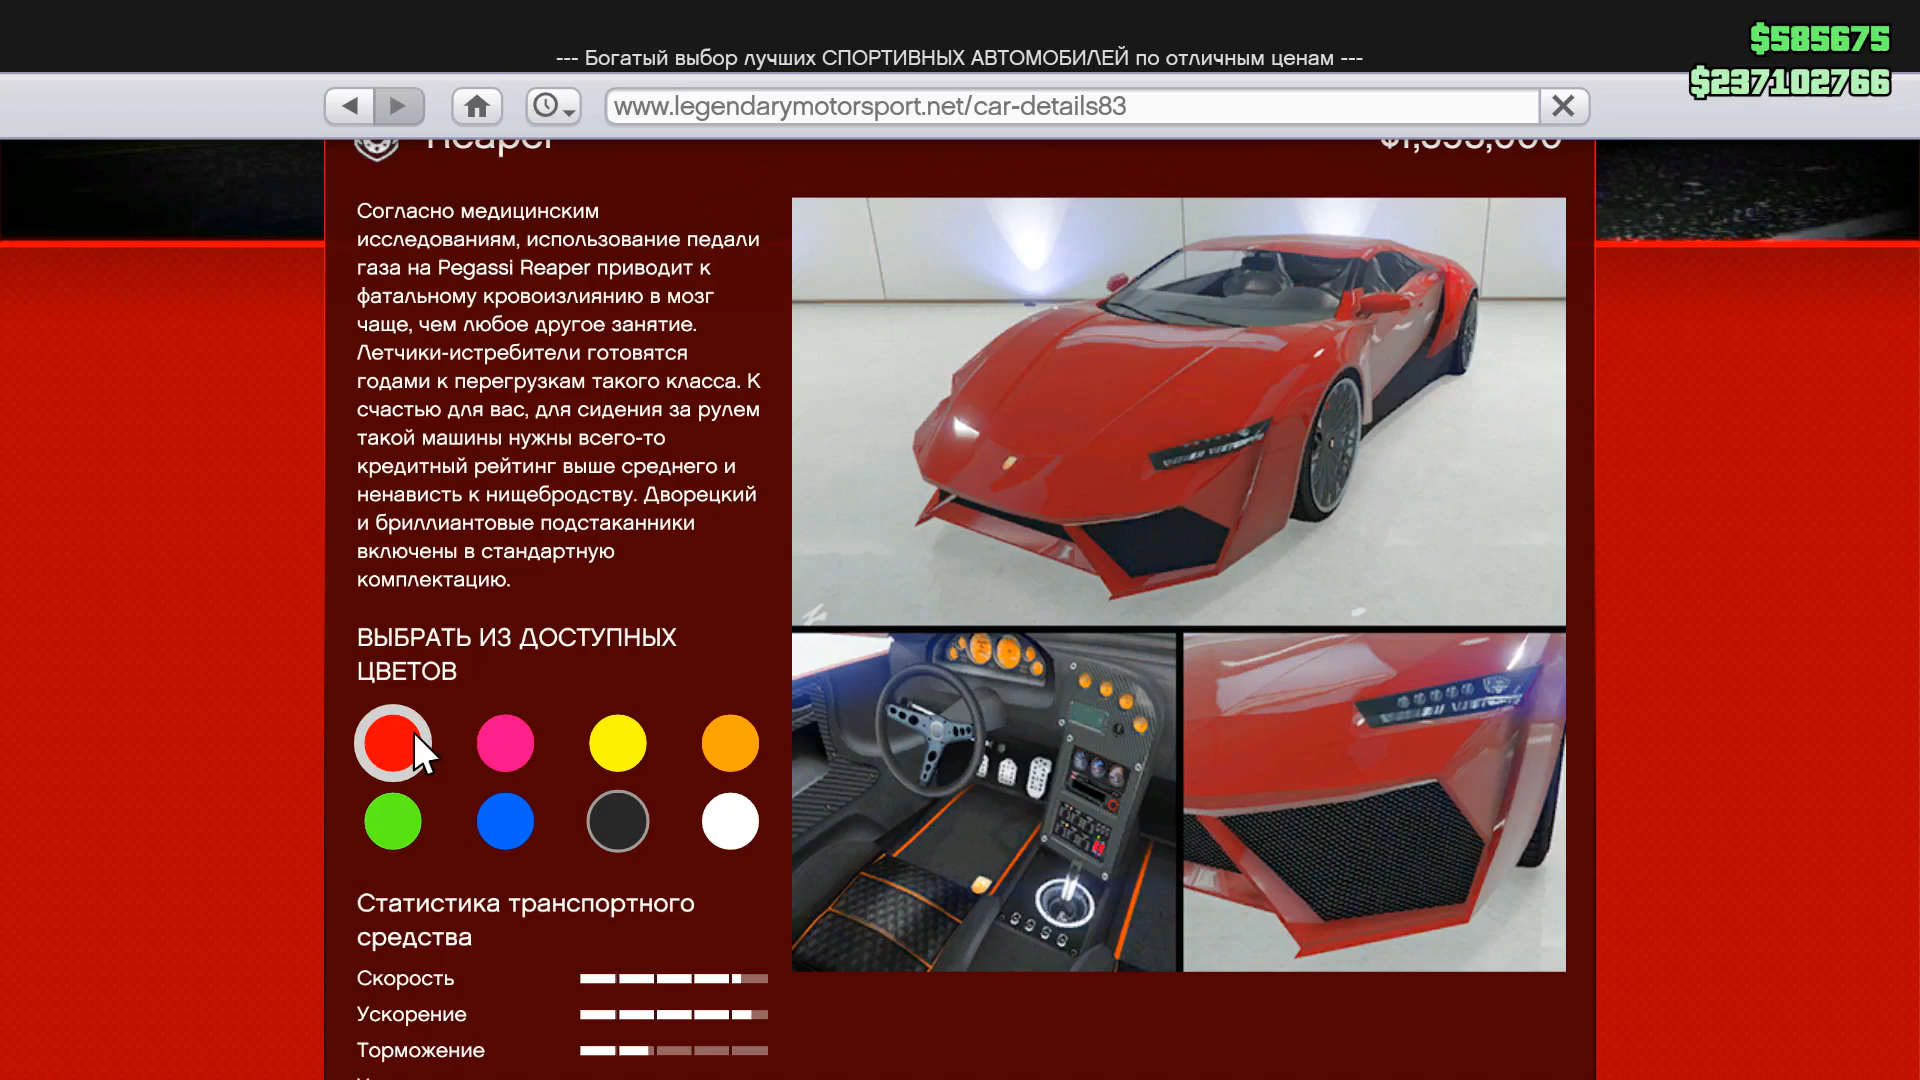 $585675
--- Богатый выбор лучших СПОРТИВНЫХ АВТОМОБИЛЕЙ по отличным ценам ---
$237102766
www.legendarymotorsport.net/car-details83
Reaper
Согласно медицинским
исследованиям, использование педали
газа на Pegassi Reaper приводит к
фатальному кровоизлиянию в мозг
чаще, чем любое другое занятие.
Летчики-истребители готовятся
годами к перегрузкам такого класса. К
счастью для вас, для сидения за рулем
такой машины нужны всего-то
кредитный рейтинг выше среднего и
ненависть к нищебродству. Дворецкий
и бриллиантовые подстаканники
включены в стандартную
комплектацию.
ВЫБРАТЬ ИЗ ДОСТУПНЫХ
ЦВЕТОВ
Статистика транспортного
средства
Скорость
Ускорение
Торможение